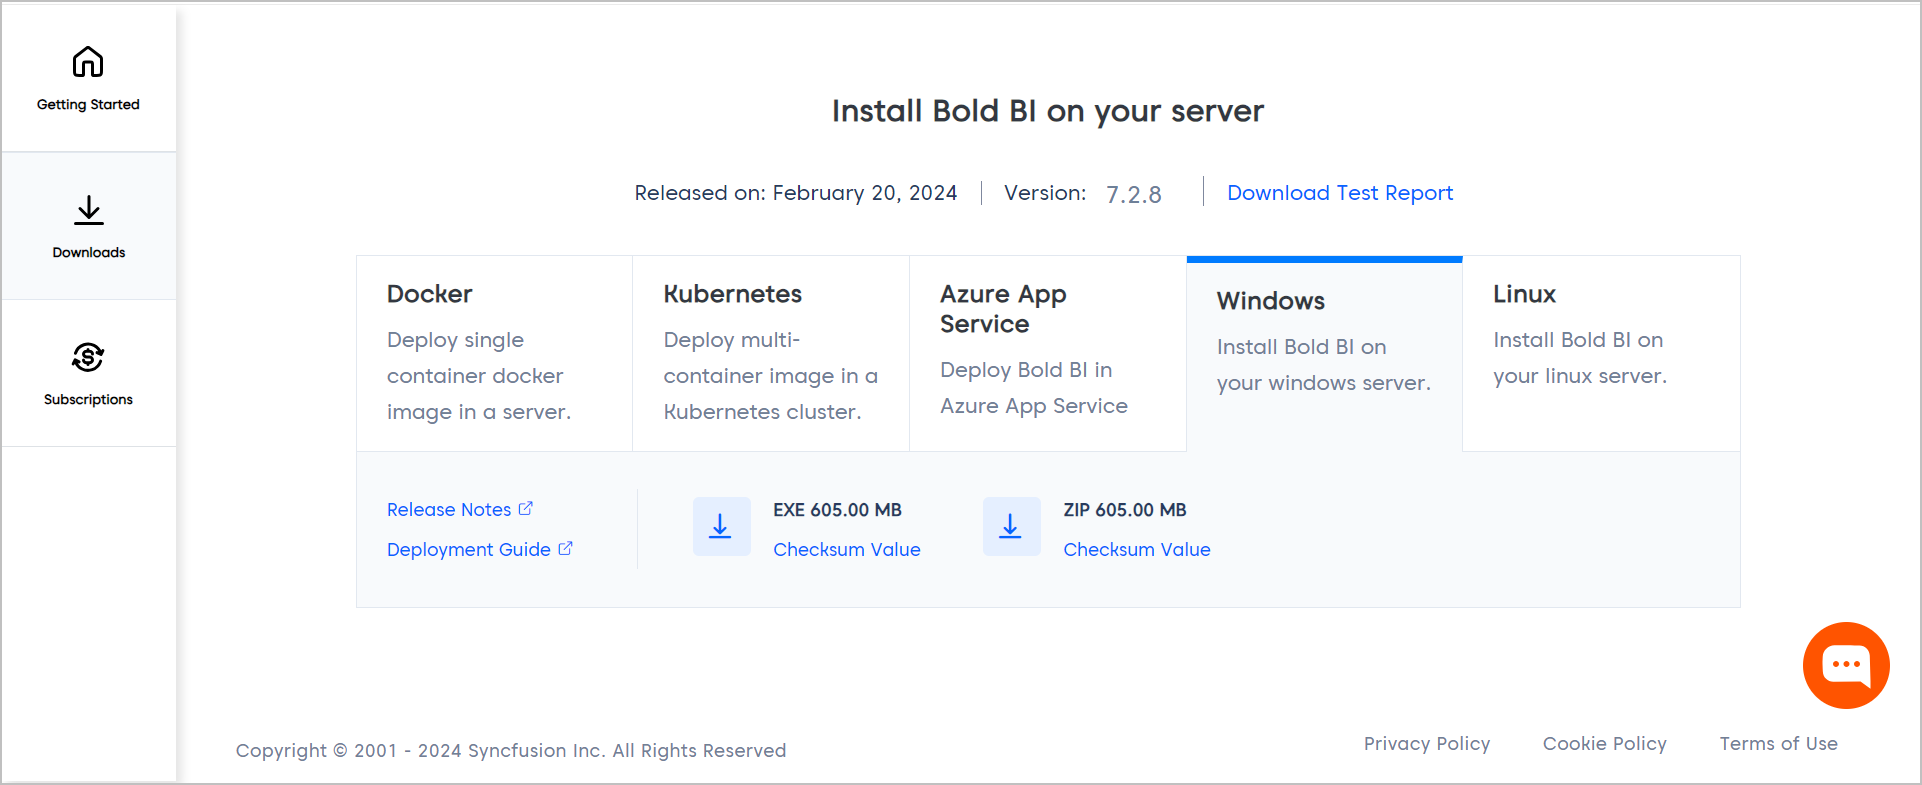 Getting Started
Downloads
Subscriptions
Install Bold BI on your server
Released on: February 20, 2024 Version: 7.2.8 Download Test Report
Docker
Deploy single
container docker
image in a server.
Kubernetes
Deploy multi-
container image in a
Kubernetes cluster.
Azure App
Service
Deploy Bold BI in
Azure App Service
Windows
Install Bold BI on
your windows server.
Linux
Install Bold BI on
your linux server.
Release Notes
Deployment Guide
EXE 605.00 MB
Checksum Value
ZIP 605.00 MB
Checksum Value
Copyright © 2001 - 2024 Syncfusion Inc. All Rights Reserved
Privacy Policy Cookie Policy Terms of Use